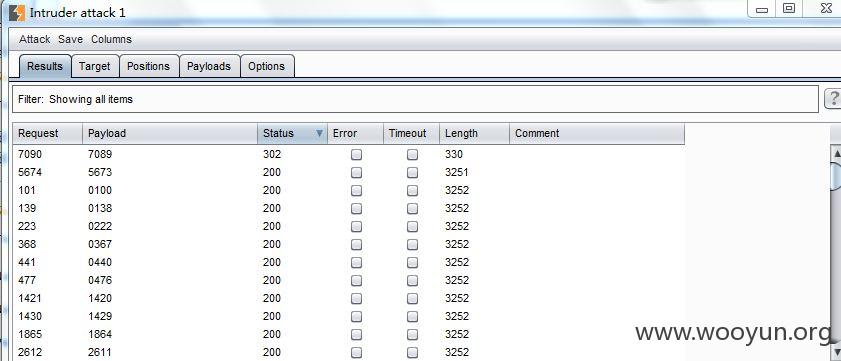 Intruder attack 1
Attack Save Columns
Results Target Positions Payloads Options
Filter: Showing all items
?
Request Payload Status Error Timeout Length Comment
7090 7089 302 330
5674 5673 200 3251
101 0100 200 3252
139 0138 200 3252
223 0222 200 3252
368 0367 200 3252
441 0440 200 3252
477 0476 200 3252
1421 1420 200 3252
1430 1429 200 3252
1865 1864 200 3252
2612 2611 200 3252
www.wooyun.org